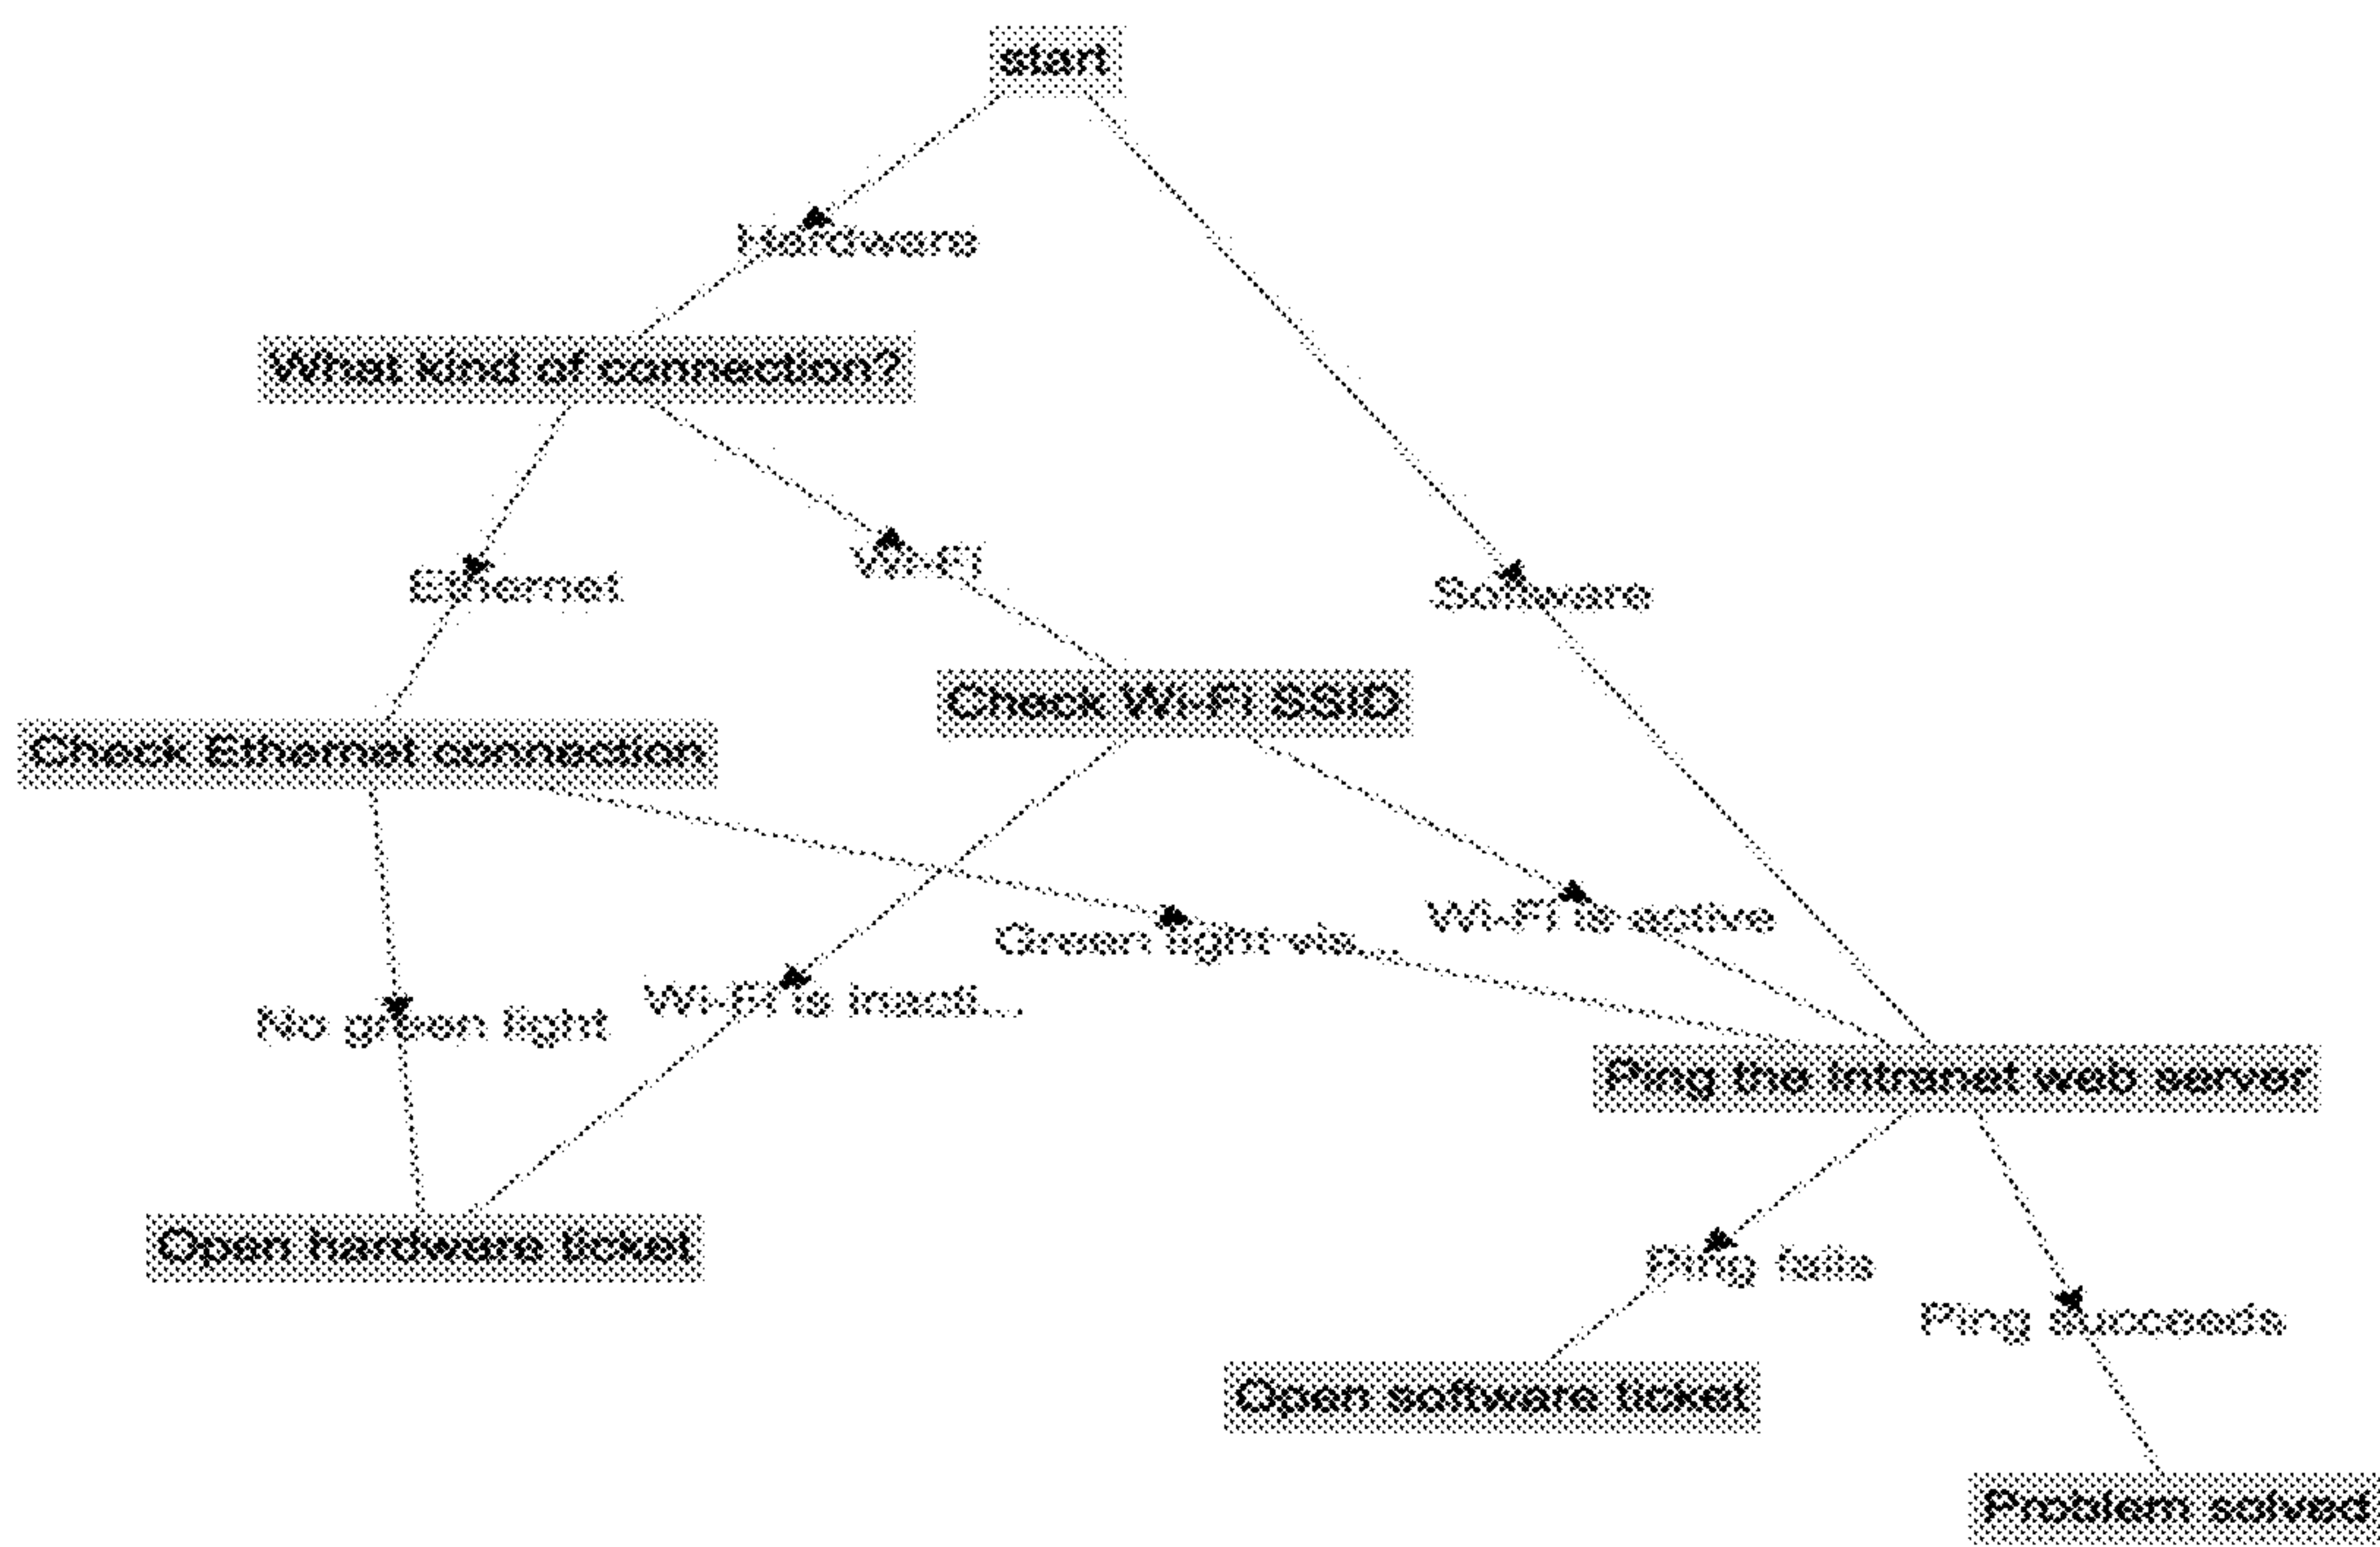 start
Hardware
What kind of connection?
Wi-Fi
Ethernet
Software
Check Wi-Fi SSID
Check Ethernet connection
Wi-Fi is active
Green light vis...
Wi-Fi is inacti...
No green light
Ping the intranet web server
Open hardware ticket
Ping fails
Ping succeeds
Open software ticket
Problem solved